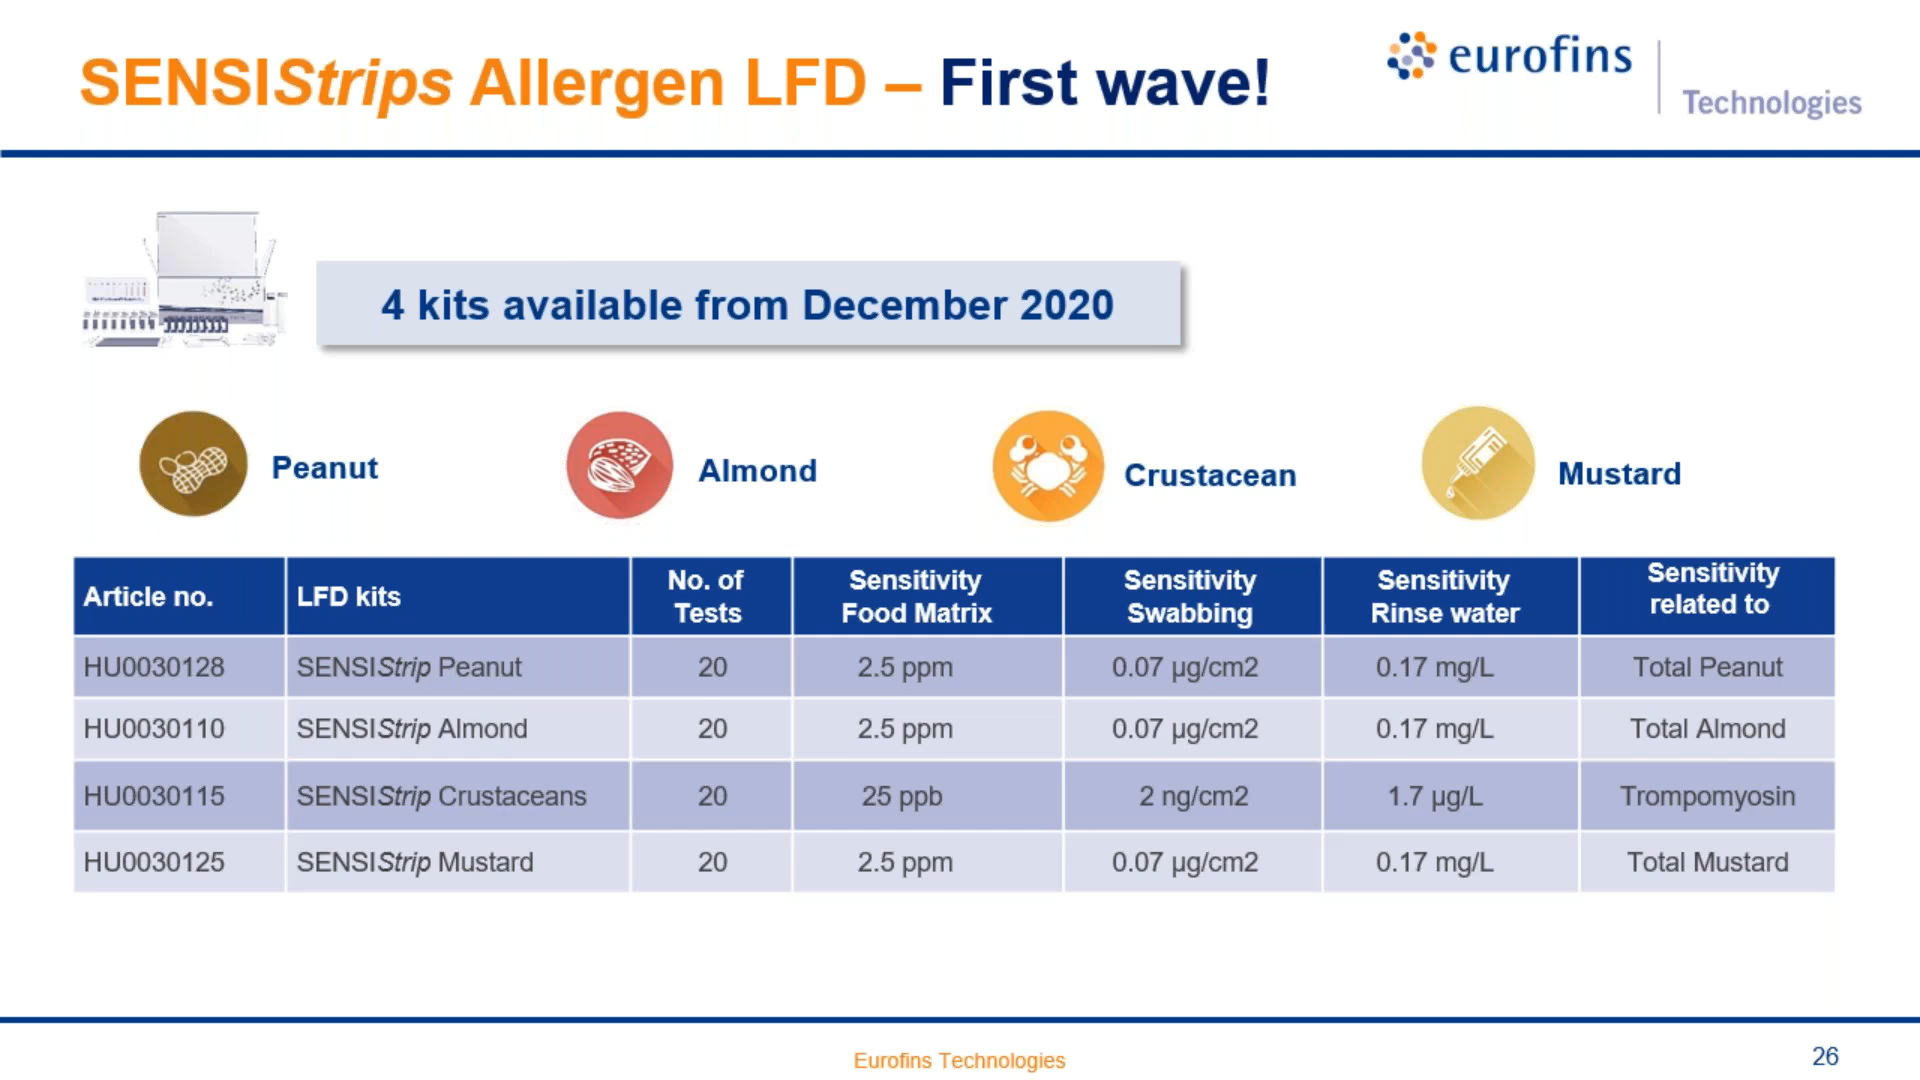 SENSIStrips Allergen LFD – First wave!
eurofins
Technologies
4 kits available from December 2020
Peanut
Almond
Crustacean
Mustard
Article no. LFD kits No. of Tests Sensitivity Food Matrix Sensitivity Swabbing Sensitivity Rinse water Sensitivity related to
HU0030128 SENSIStrip Peanut 20 2.5 ppm 0.07 µg/cm2 0.17 mg/L Total Peanut
HU0030110 SENSIStrip Almond 20 2.5 ppm 0.07 µg/cm2 0.17 mg/L Total Almond
HU0030115 SENSIStrip Crustaceans 20 25 ppb 2 ng/cm2 1.7 µg/L Trompomyosin
HU0030125 SENSIStrip Mustard 20 2.5 ppm 0.07 µg/cm2 0.17 mg/L Total Mustard
Eurofins Technologies
26